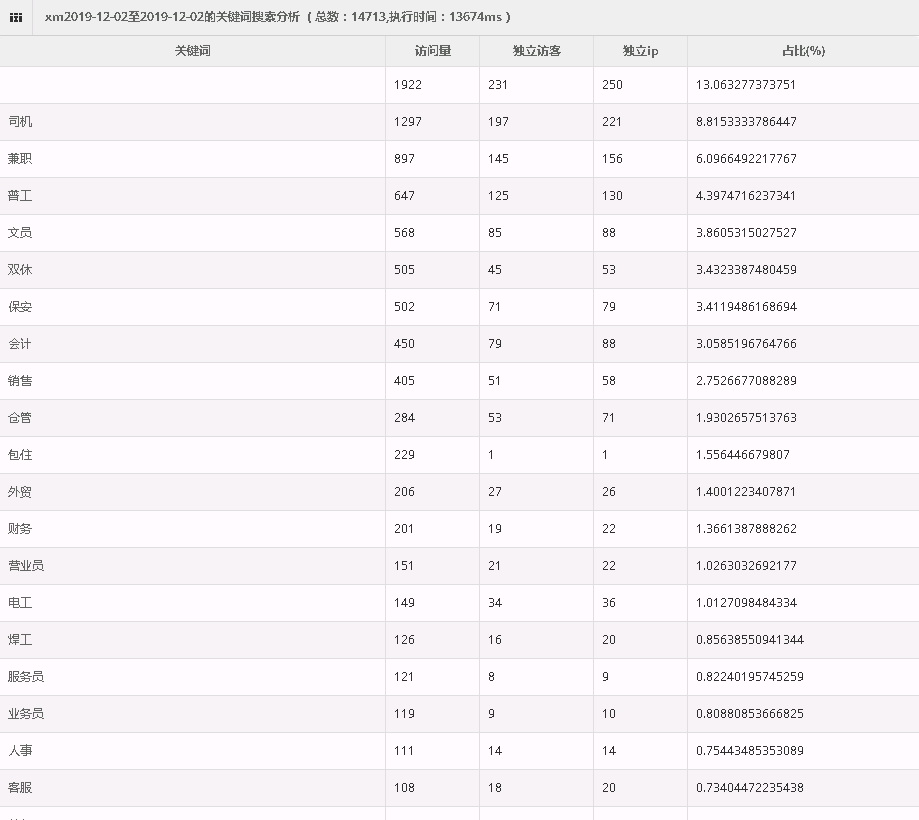 xm2019-12-02至2019-12-02的关键词搜素分析 ( 总数：14713,执行时间：13674ms )
关键词 访问量 独立访客 独立ip 占比(%)
1922 231 250 13.063277373751
司机 1297 197 221 8.8153333786447
兼职 897 145 156 6.0966492217767
普工 647 125 130 4.3974716237341
文员 568 85 88 3.8605315027527
双休 505 45 53 3.4323387480459
保安 502 71 79 3.4119486168694
会计 450 79 88 3.0585196764766
销售 405 51 58 2.7526677088289
仓管 284 53 71 1.9302657513763
包住 229 1 1 1.556446679807
外贸 206 27 26 1.4001223407871
财务 201 19 22 1.3661387888262
营业员 151 21 22 1.0263032692177
电工 149 34 36 1.0127098484334
焊工 126 16 20 0.85638550941344
服务员 121 8 9 0.82240195745259
业务员 119 9 10 0.80880853666825
人事 111 14 14 0.75443485353089
客服 108 18 20 0.73404472235438